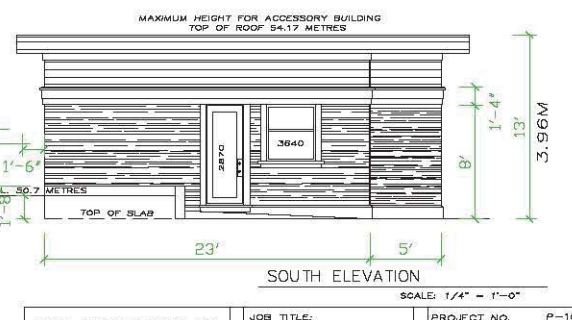 MAXIMUM HEIGHT FOR ACCESSORY BUILDING
TOP OF ROOF 54.17 METRES
1'-4"
13'
3.96M
2870
3640
8'
1'-6"
50.7 METRES
TOP OF SLAB
23'
5'
SOUTH ELEVATION
SCALE: 1/4" = 1'-0"
JOB TITLE:
PROJECT NO.